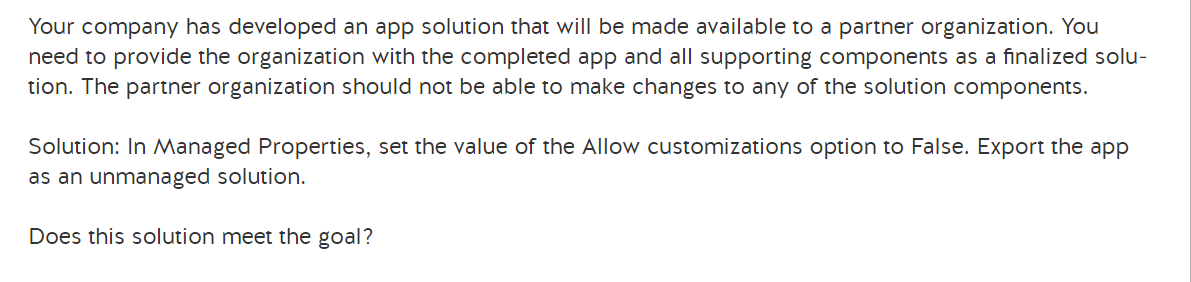 Your company has developed an app solution that will be made available to a partner organization. You
need to provide the organization with the completed app and all supporting components as a finalized solu-
tion. The partner organization should not be able to make changes to any of the solution components.
Solution: In Managed Properties, set the value of the Allow customizations option to False. Export the app
as an unmanaged solution.
Does this solution meet the goal?